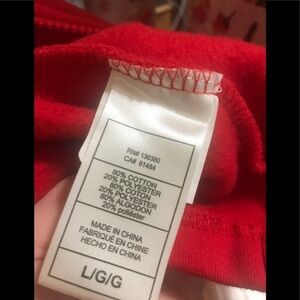 RN# 136380
CA# 61484
80% COTTON
20% POLYESTER
80% COTON
20% POLYESTER
80% ALGODON
20% poliéster
MADE IN CHINA
FABRIQUÉ EN CHINE
HECHO EN CHINA
L/G/G